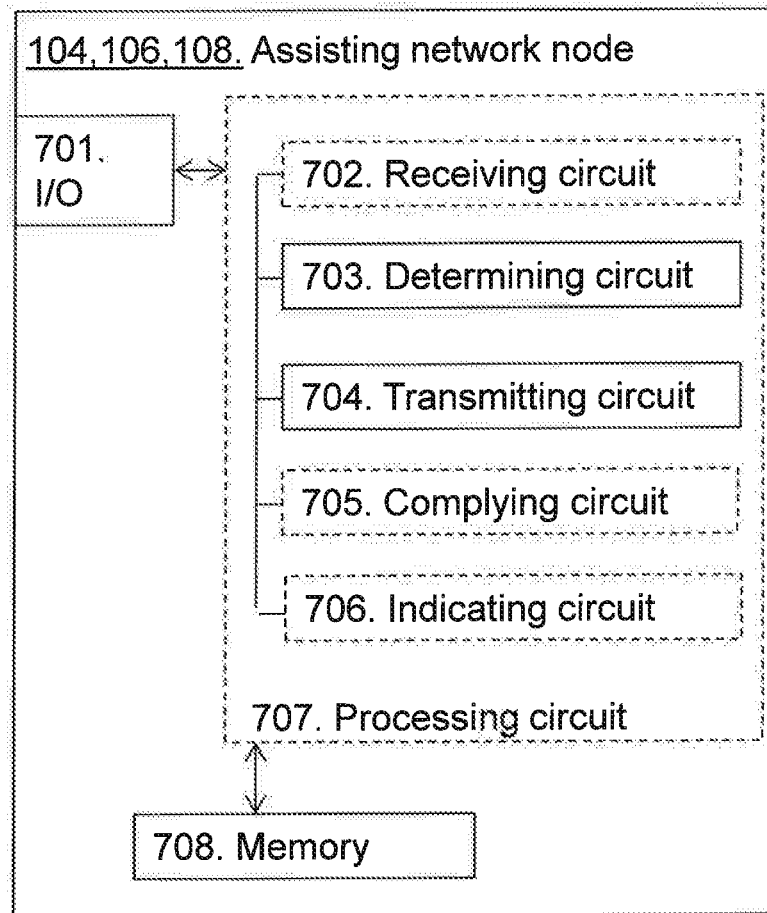 104,106,108. Assisting network node
701.
I/O
702. Receiving circuit
703. Determining circuit
704. Transmitting circuit
705. Complying circuit
706. Indicating circuit
707. Processing circuit
708. Memory